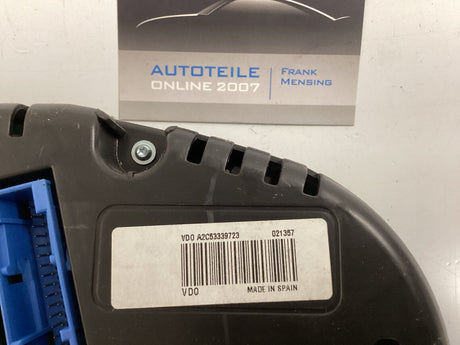 AUTOTEILE
ONLINE 2007
FRANK
MENSING
VDO A2C53339723 021357
VDO MADE IN SPAIN